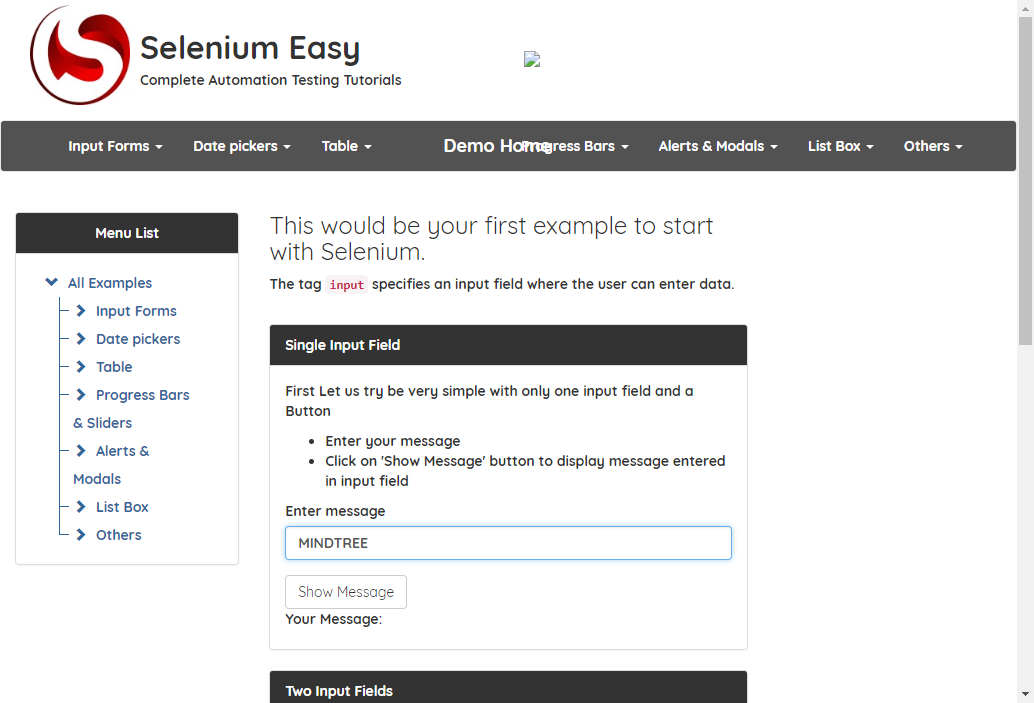 Selenium Easy
Complete Automation Testing Tutorials
Input Forms Date pickers Table Demo Home Progress Bars Alerts & Modals List Box Others
Menu List
All Examples
Input Forms
Date pickers
Table
Progress Bars
& Sliders
Alerts &
Modals
List Box
Others
This would be your first example to start
with Selenium.
The tag input specifies an input field where the user can enter data.
Single Input Field
First Let us try be very simple with only one input field and a
Button
Enter your message
Click on 'Show Message' button to display message entered
in input field
Enter message
MINDTREE
Show Message
Your Message:
Two Input Fields